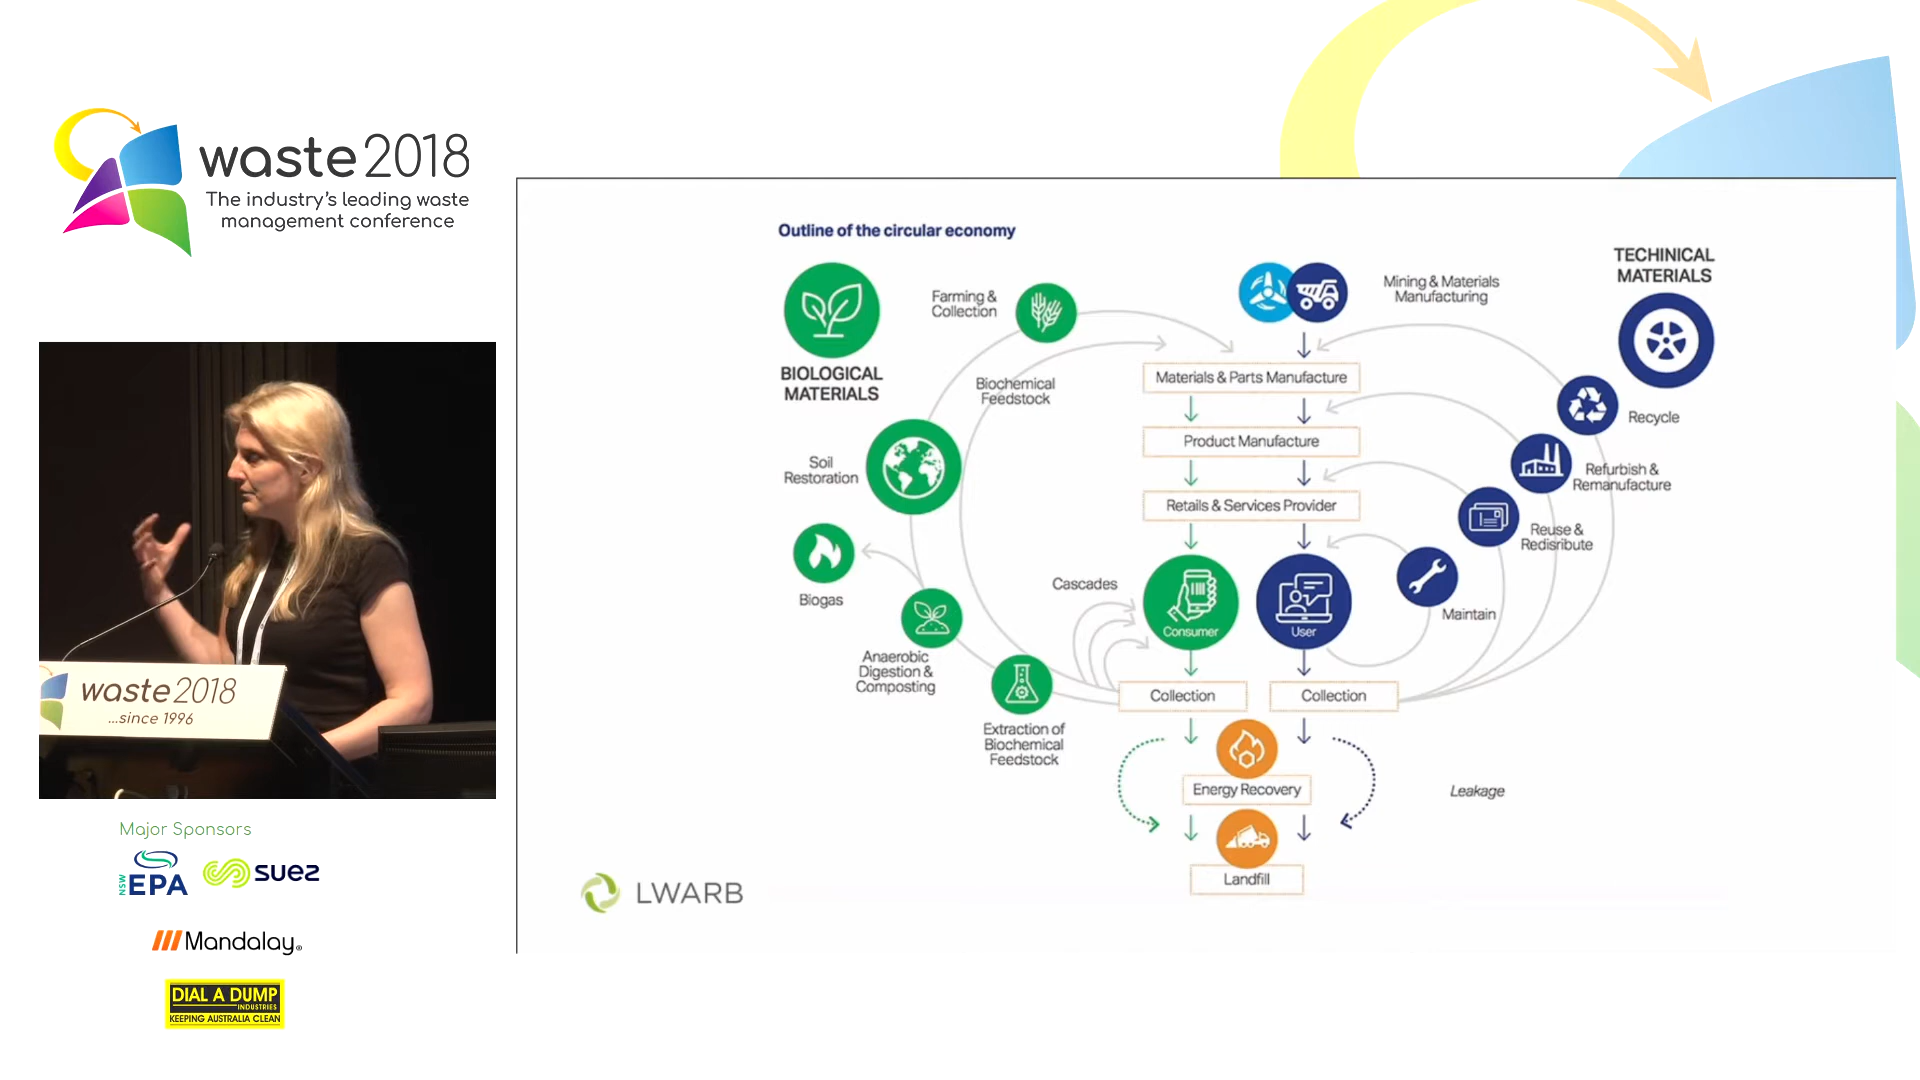 waste2018
The industry's leading waste
management conference
waste2018
...since 1996
Major Sponsors
NSW
EPA
suez
Mandalay®
DIAL A DUMP
INDUSTRIES
KEEPING AUSTRALIA CLEAN
Outline of the circular economy
BIOLOGICAL
MATERIALS
Farming &
Collection
Biochemical
Feedstock
Soil
Restoration
Biogas
Anaerobic
Digestion &
Composting
Extraction of
Biochemical
Feedstock
Cascades
Mining & Materials
Manufacturing
Materials & Parts Manufacture
Product Manufacture
Retails & Services Provider
Consumer
User
Collection
Collection
Energy Recovery
Landfill
TECHINICAL
MATERIALS
Recycle
Refurbish &
Remanufacture
Reuse &
Redisribute
Maintain
Leakage
LWARB